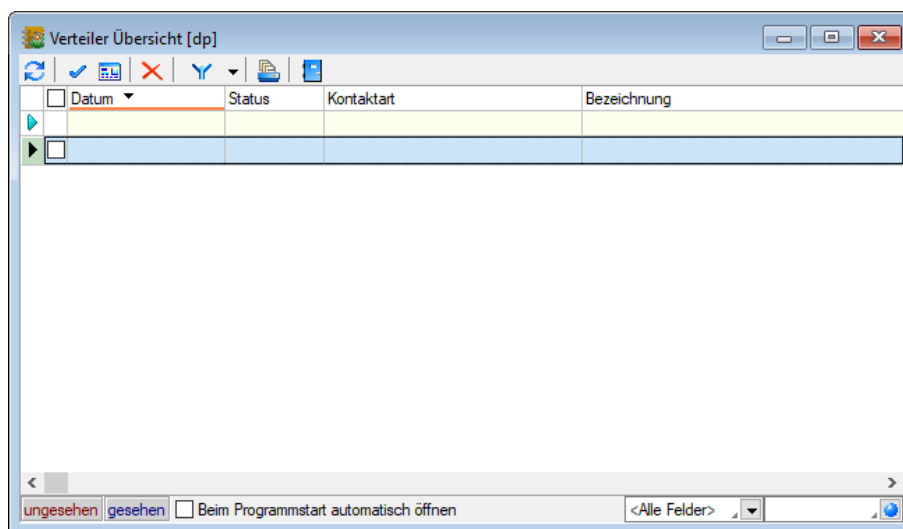 Verteiler Übersicht [dp]
Datum Status Kontaktart Bezeichnung
ungesehen gesehen Beim Programmstart automatisch öffnen <Alle Felder>